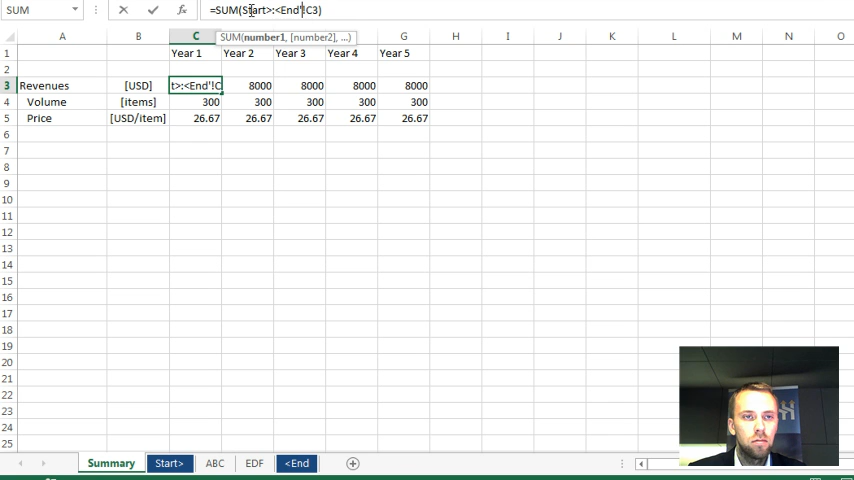 SUM =SUM(Start>:<End'!C3)
SUM(number1, [number2], ...)
A B C D E F G H I J K L M N O
1 Year 1 Year 2 Year 3 Year 4 Year 5
2
3 Revenues [USD] t>:<End'!C 8000 8000 8000 8000
4 Volume [items] 300 300 300 300 300
5 Price [USD/item] 26.67 26.67 26.67 26.67 26.67
6
7
8
9
10
11
12
13
14
15
16
17
18
19
20
21
22
23
24
25
Summary Start> ABC EDF <End